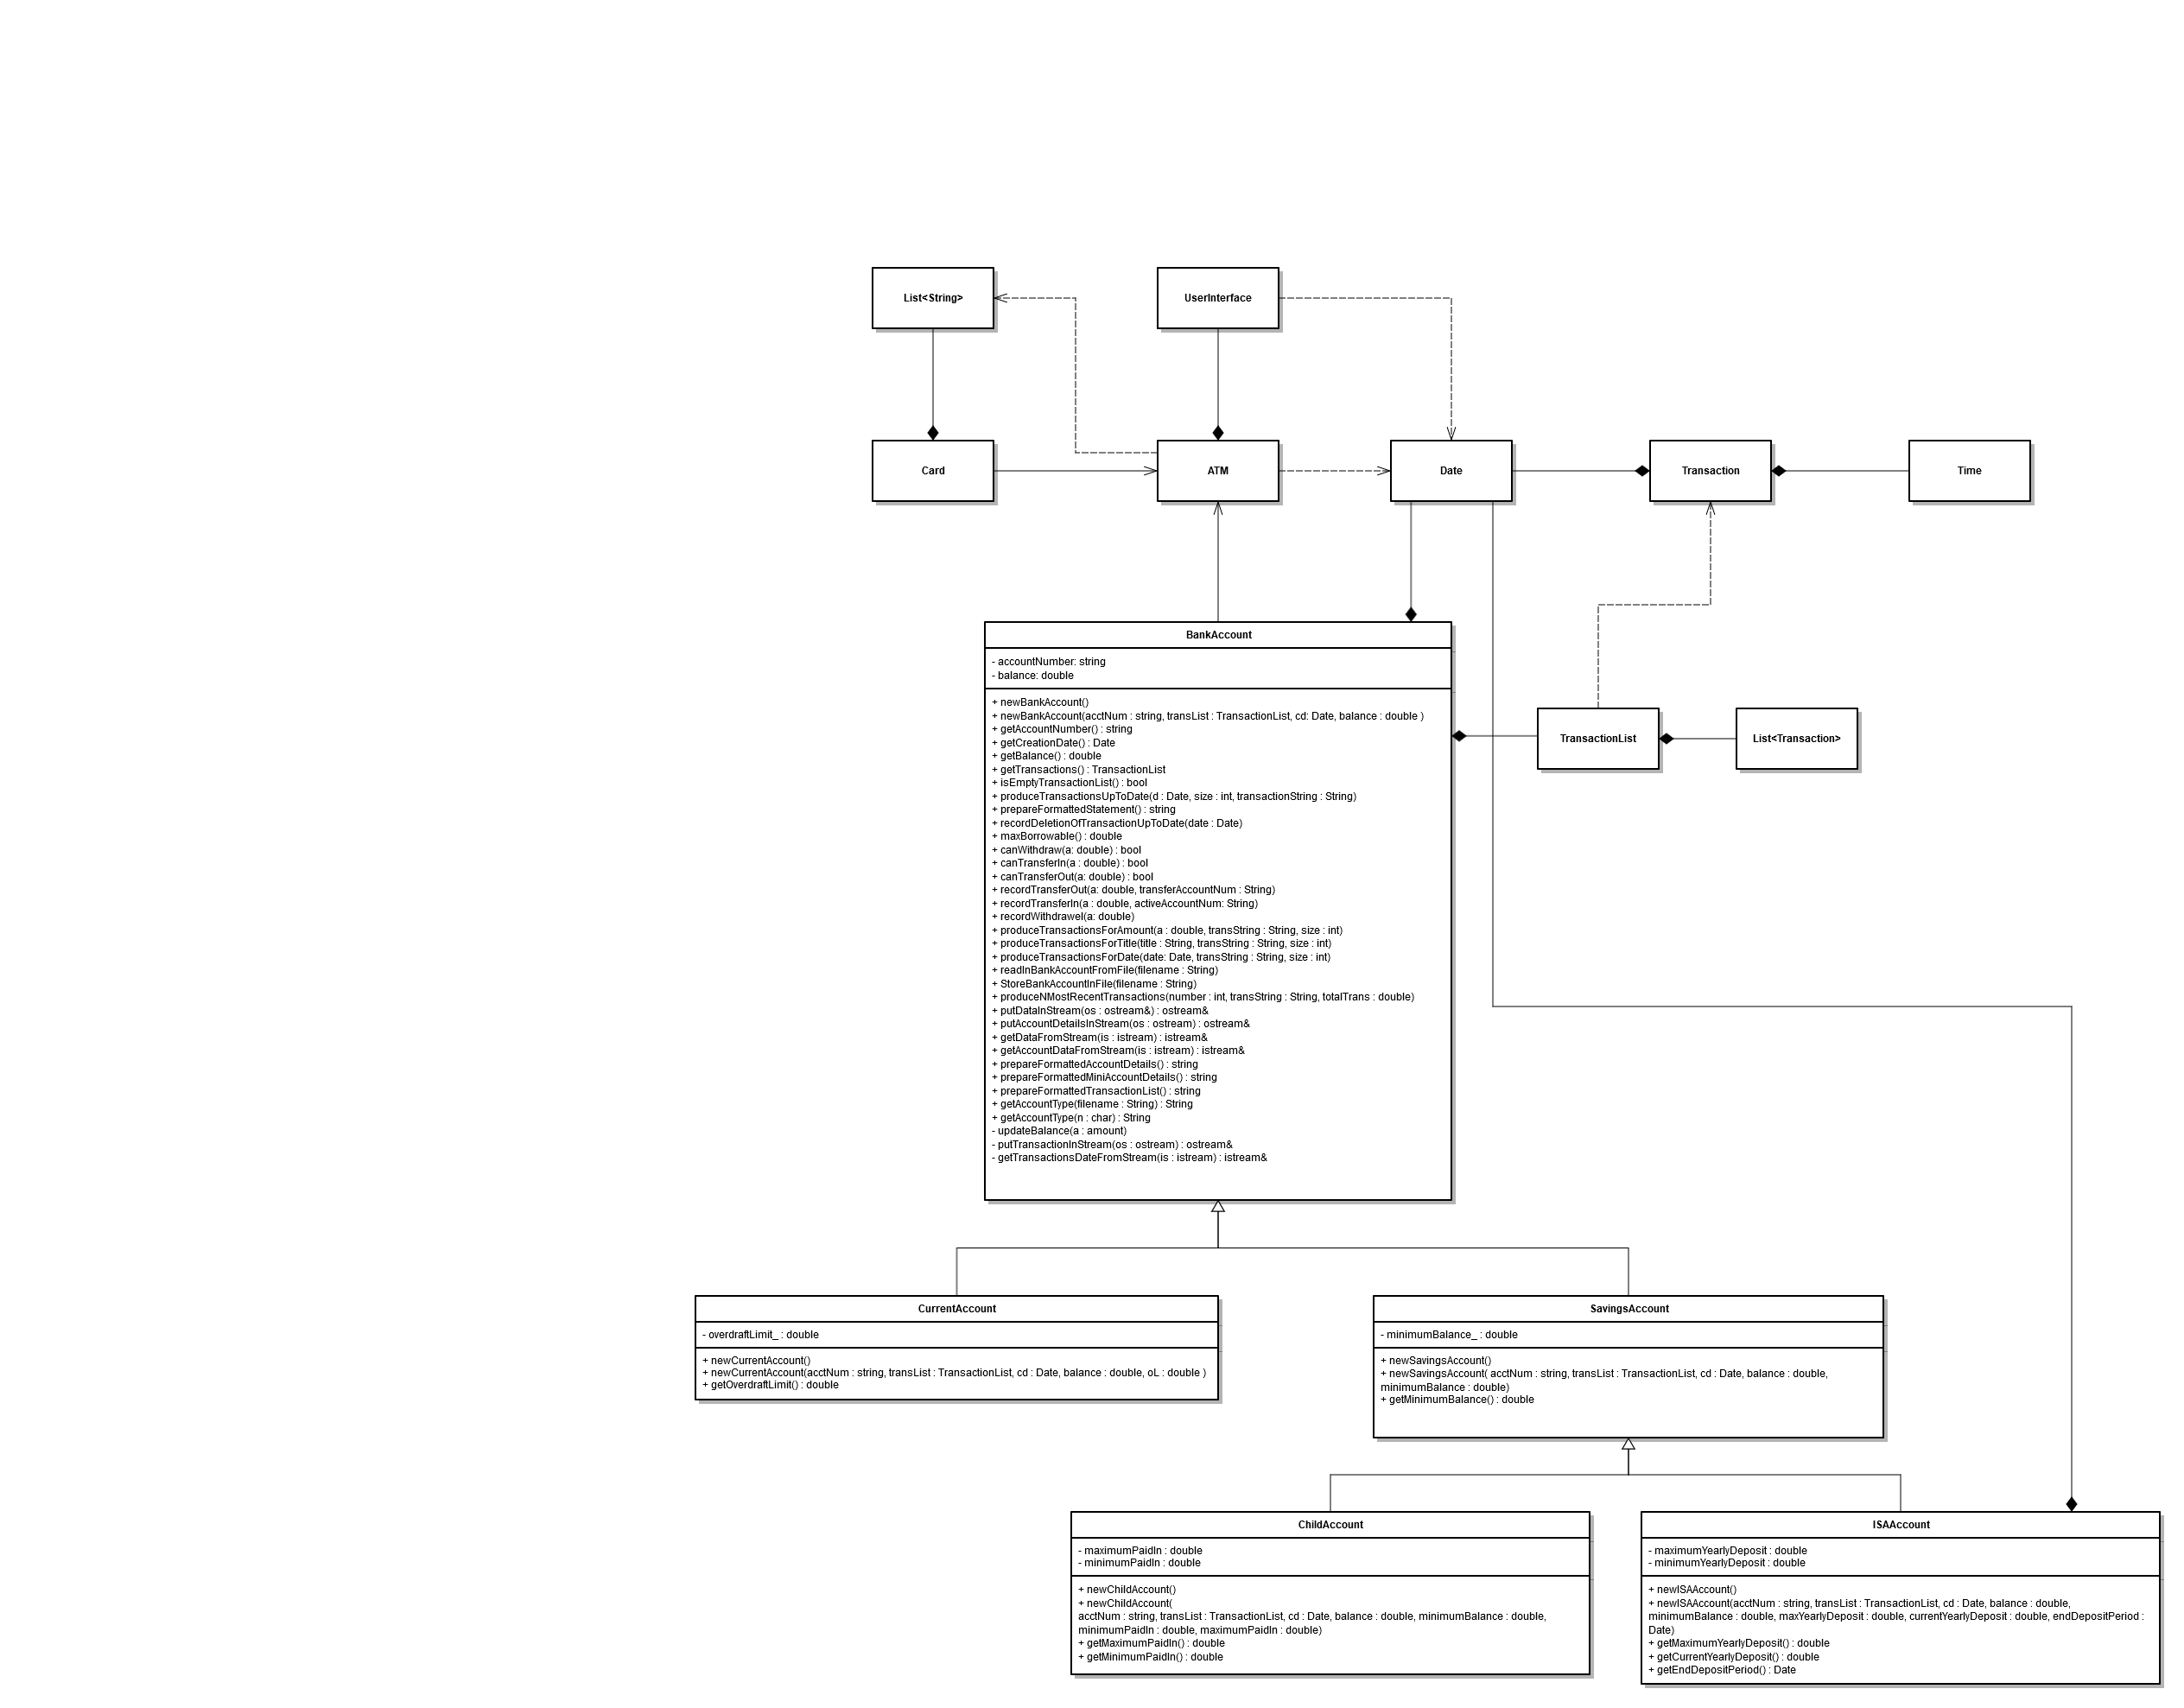 List<String>
UserInterface
Card
ATM
Date
Transaction
Time
BankAccount
- accountNumber: string
- balance: double
+ newBankAccount()
+ newBankAccount(acctNum : string, transList : TransactionList, cd: Date, balance : double )
+ getAccountNumber() : string
+ getCreationDate() : Date
+ getBalance() : double
+ getTransactions() : TransactionList
+ isEmptyTransactionList() : bool
+ produceTransactionsUpToDate(d : Date, size : int, transactionString : String)
+ prepareFormattedStatement() : string
+ recordDeletionOfTransactionUpToDate(date : Date)
+ maxBorrowable() : double
+ canWithdraw(a: double) : bool
+ canTransferIn(a : double) : bool
+ canTransferOut(a: double) : bool
+ recordTransferOut(a: double, transferAccountNum : String)
+ recordTransferIn(a : double, activeAccountNum: String)
+ recordWithdrawel(a: double)
+ produceTransactionsForAmount(a : double, transString : String, size : int)
+ produceTransactionsForTitle(title : String, transString : String, size : int)
+ produceTransactionsForDate(date: Date, transString : String, size : int)
+ readInBankAccountFromFile(filename : String)
+ StoreBankAccountInFile(filename : String)
+ produceNMostRecentTransactions(number : int, transString : String, totalTrans : double)
+ putDataInStream(os : ostream&) : ostream&
+ putAccountDetailsInStream(os : ostream) : ostream&
+ getDataFromStream(is : istream) : istream&
+ getAccountDataFromStream(is : istream) : istream&
+ prepareFormattedAccountDetails() : string
+ prepareFormattedMiniAccountDetails() : string
+ prepareFormattedTransactionList() : string
+ getAccountType(filename : String) : String
+ getAccountType(n : char) : String
- updateBalance(a : amount)
- putTransactionInStream(os : ostream) : ostream&
- getTransactionsDateFromStream(is : istream) : istream&
TransactionList
List<Transaction>
CurrentAccount
- overdraftLimit_ : double
+ newCurrentAccount()
+ newCurrentAccount(acctNum : string, transList : TransactionList, cd : Date, balance : double, oL : double )
+ getOverdraftLimit() : double
SavingsAccount
- minimumBalance_ : double
+ newSavingsAccount()
+ newSavingsAccount( acctNum : string, transList : TransactionList, cd : Date, balance : double,
minimumBalance : double)
+ getMinimumBalance() : double
ChildAccount
- maximumPaidIn : double
- minimumPaidIn : double
+ newChildAccount()
+ newChildAccount(
acctNum : string, transList : TransactionList, cd : Date, balance : double, minimumBalance : double,
minimumPaidIn : double, maximumPaidIn : double)
+ getMaximumPaidIn() : double
+ getMinimumPaidIn() : double
ISAAccount
- maximumYearlyDeposit : double
- minimumYearlyDeposit : double
+ newISAAccount()
+ newISAAccount(acctNum : string, transList : TransactionList, cd : Date, balance : double,
minimumBalance : double, maxYearlyDeposit : double, currentYearlyDeposit : double, endDepositPeriod :
Date)
+ getMaximumYearlyDeposit() : double
+ getCurrentYearlyDeposit() : double
+ getEndDepositPeriod() : Date